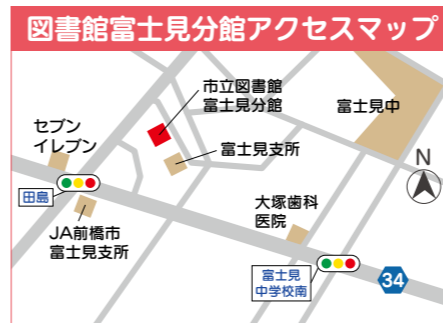 図書館富士見分館アクセスマップ
市立図書館
富士見分館
富士見中
セブン
イレブン
富士見支所
N
田島
大塚歯科
医院
JA前橋市
富士見支所
富士見
中学校南
34